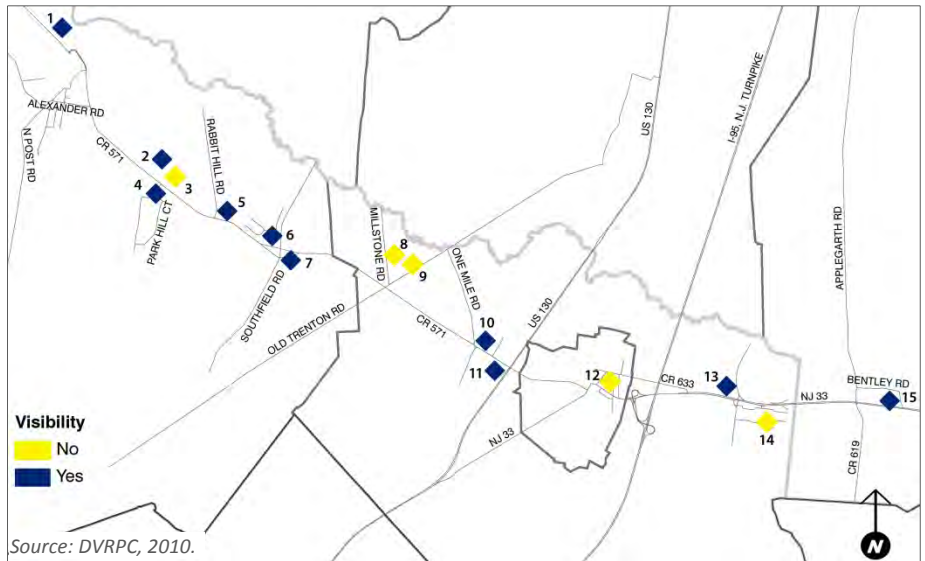 1
ALEXANDER RD
N POST RD
CR 571
2
3
4
PARK HILL CT
RABBIT HILL RD
5
6
7
SOUTHFIELD RD
OLD TRENTON RD
MILLSTONE RD
8
9
ONE MILE RD
CR 571
10
11
US 130
US 130
I-95, N.J. TURNPIKE
12
CR 633
NJ 33
13
14
NJ 33
APPLEGARTH RD
BENTLEY RD
15
CR 619
Visibility
No
Yes
Source: DVRPC, 2010.
N